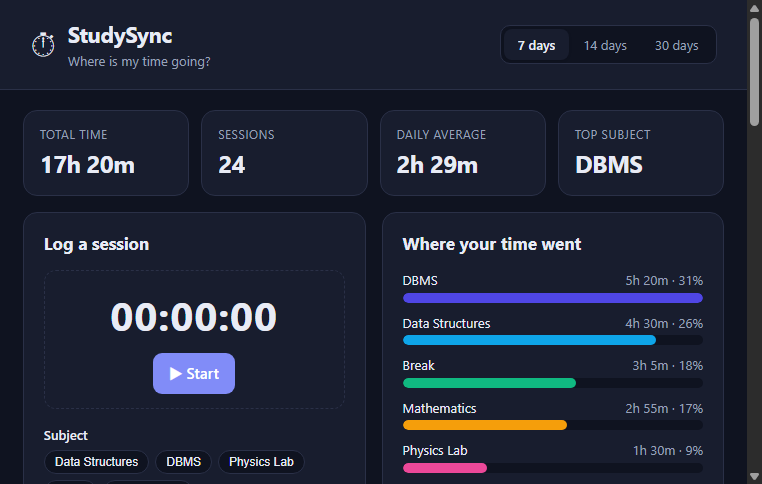 StudySync
Where is my time going?
7 days 14 days 30 days
TOTAL TIME
17h 20m
SESSIONS
24
DAILY AVERAGE
2h 29m
TOP SUBJECT
DBMS
Log a session
00:00:00
▶ Start
Subject
Data Structures DBMS Physics Lab
Where your time went
DBMS 5h 20m · 31%
Data Structures 4h 30m · 26%
Break 3h 5m · 18%
Mathematics 2h 55m · 17%
Physics Lab 1h 30m · 9%